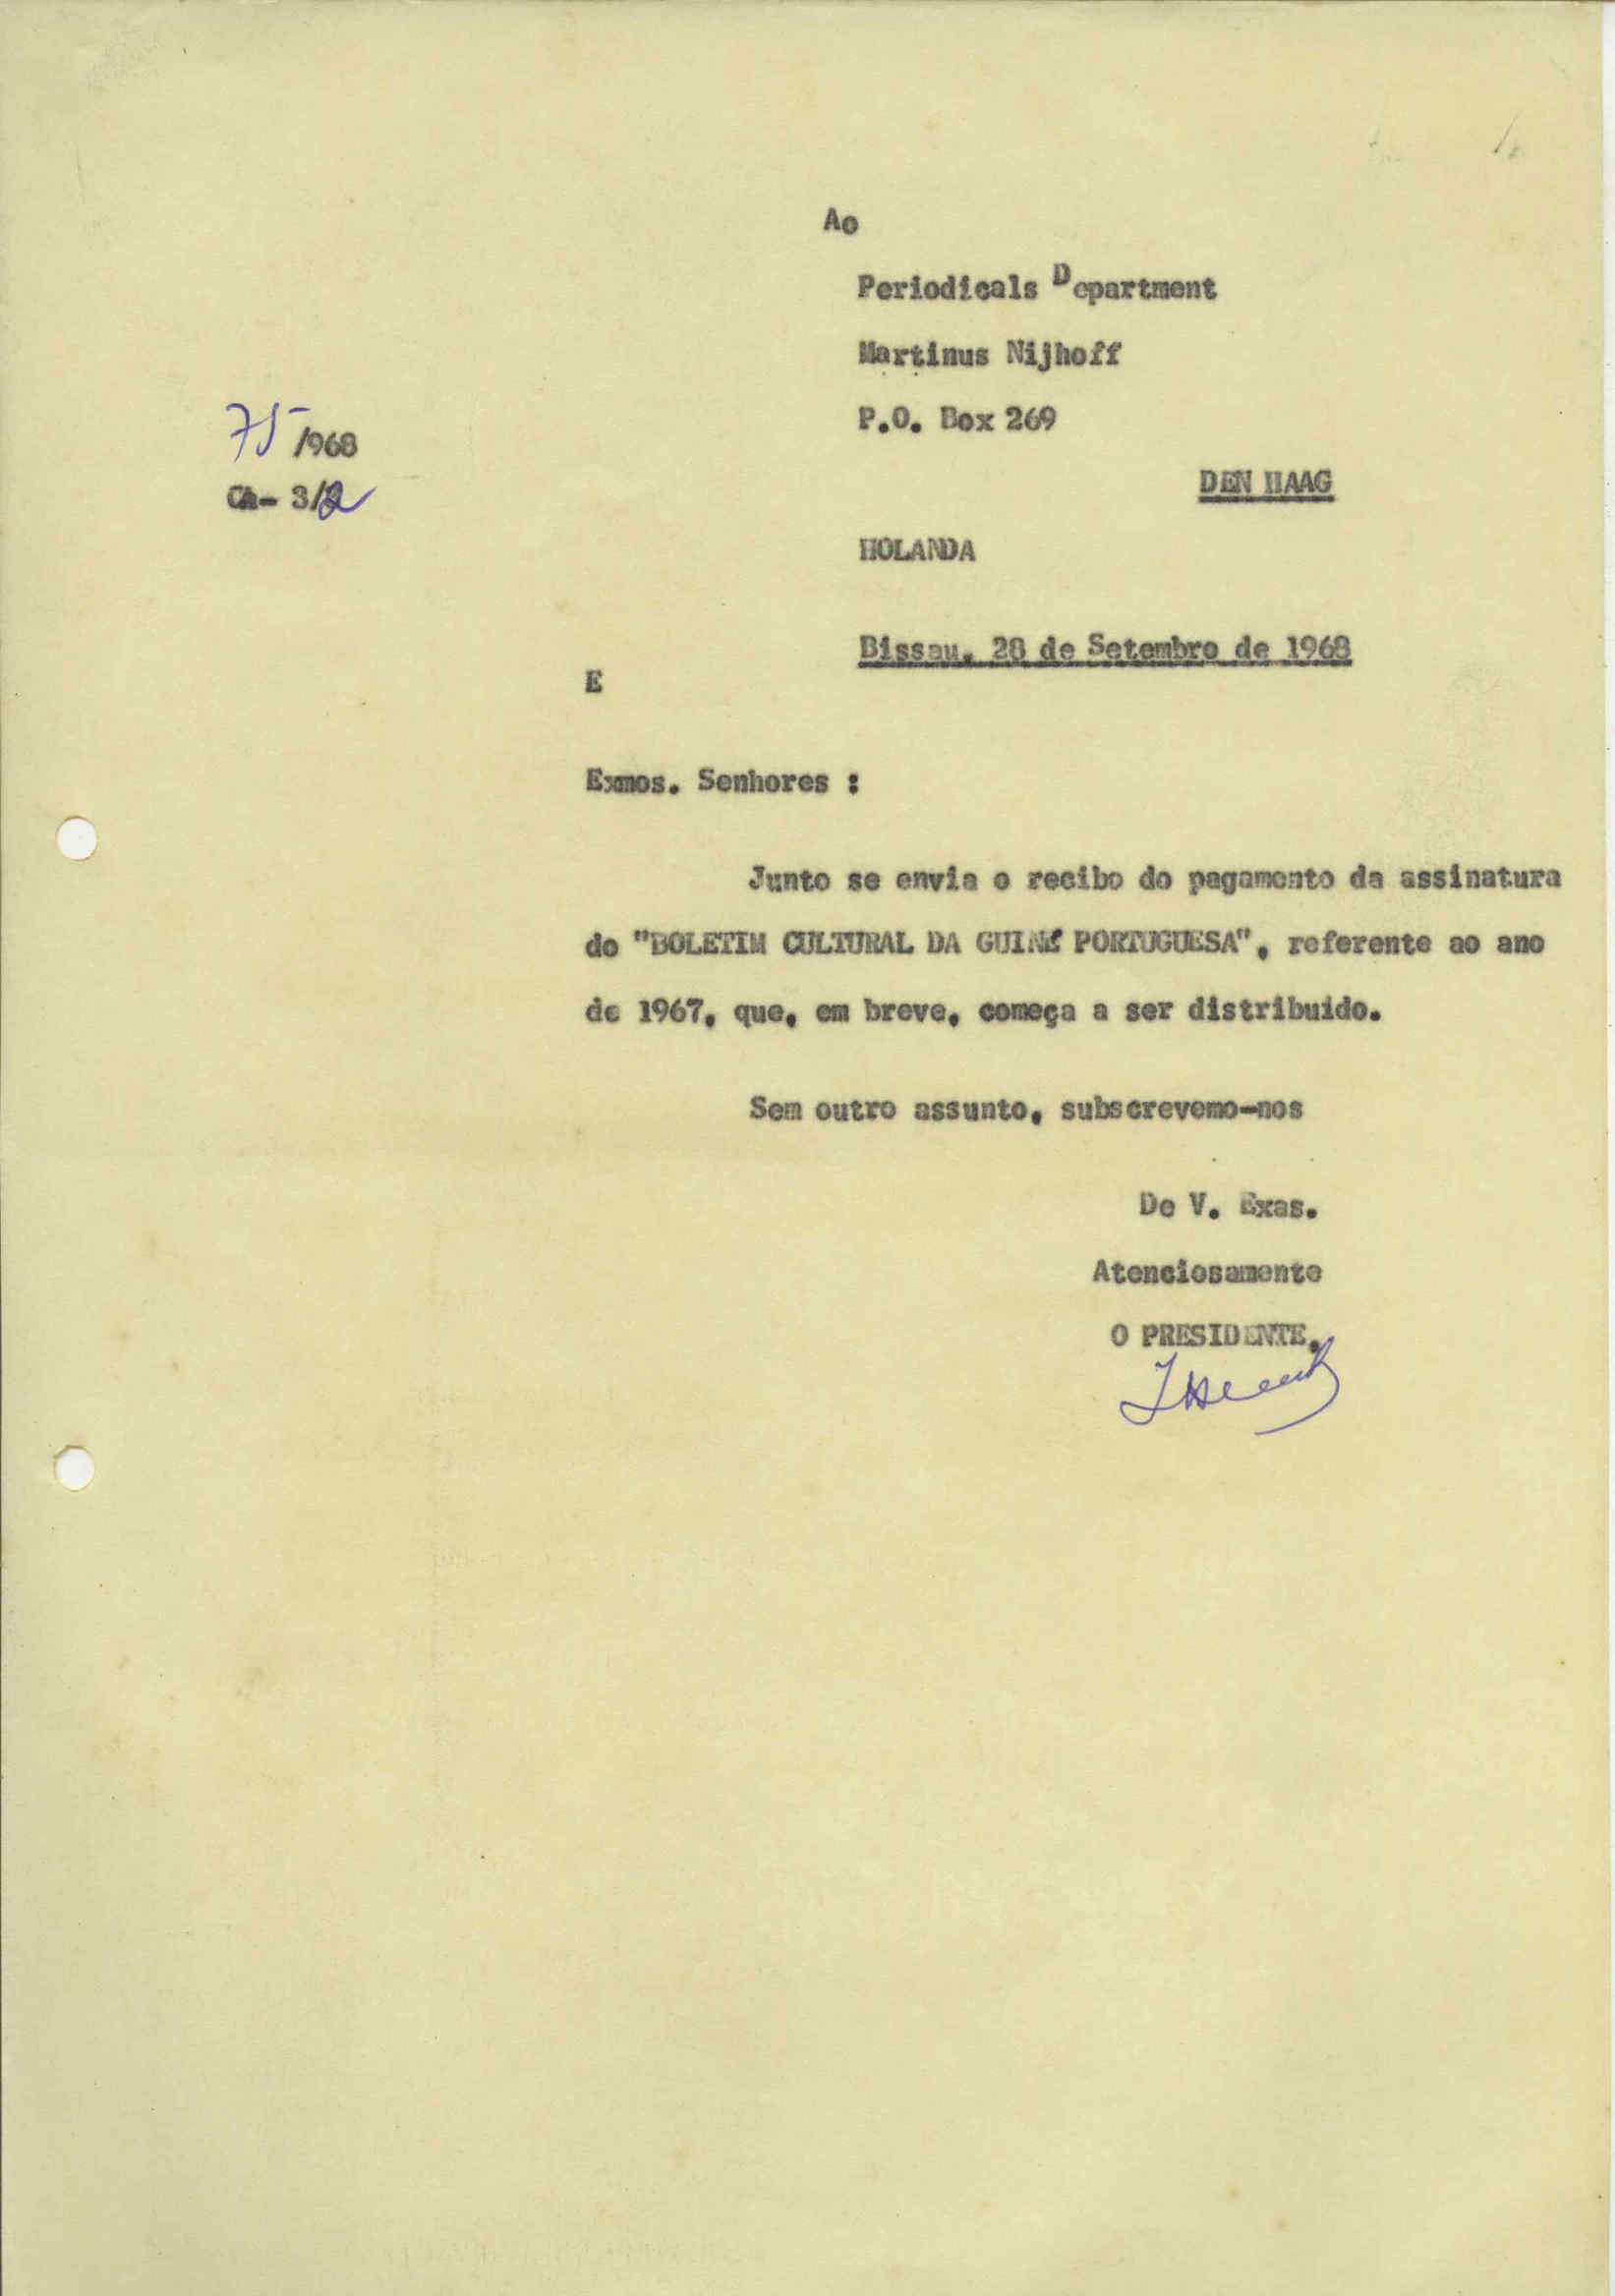 Ao
Periodicals Department
Martinus Nijhoff
P.O. Box 269
75/968
Ca- 3/2
DEN HAAG
HOLANDA
Bissau, 28 de Setembro de 1968
E
Exmos. Senhores :
Junto se envia o recibo do pagamento da assinatura
do "BOLETIM CULTURAL DA GUINÉ PORTUGUESA", referente ao ano
de 1967, que, em breve, começa a ser distribuido.
Sem outro assunto, subscrevemo-nos
De V. Exas.
Atenciosamente
O PRESIDENTE,